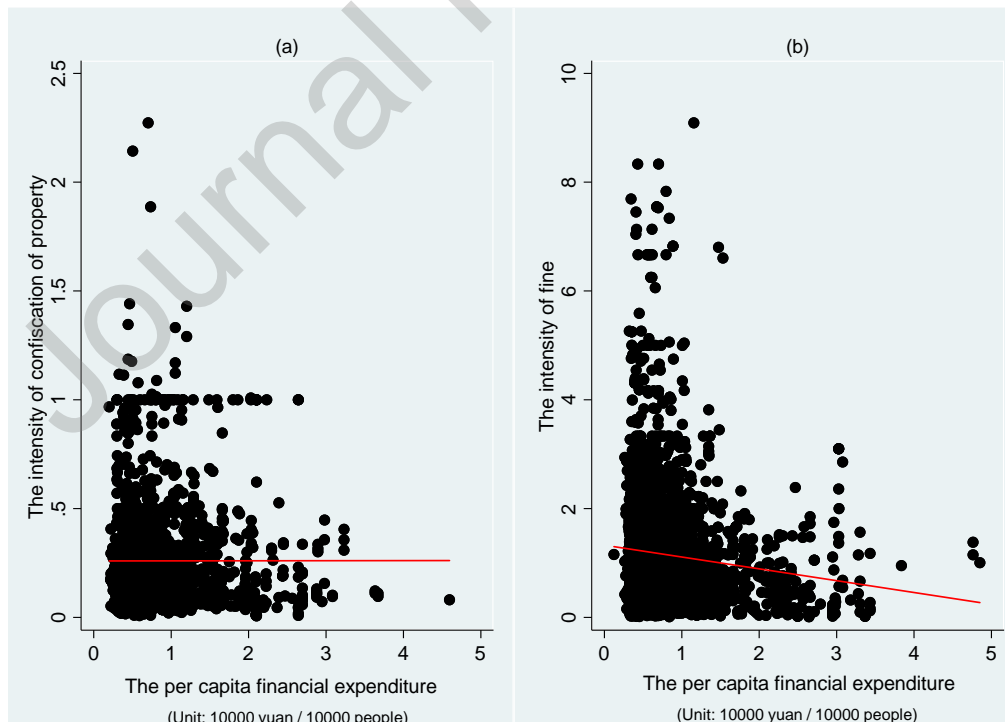 Journal
(a)
The intensity of confiscation of property
0
.5
1
1.5
2
2.5
0 1 2 3 4 5
The per capita financial expenditure
(Unit: 10000 yuan / 10000 people)
(b)
The intensity of fine
0
2
4
6
8
10
0 1 2 3 4 5
The per capita financial expenditure
(Unit: 10000 yuan / 10000 people)